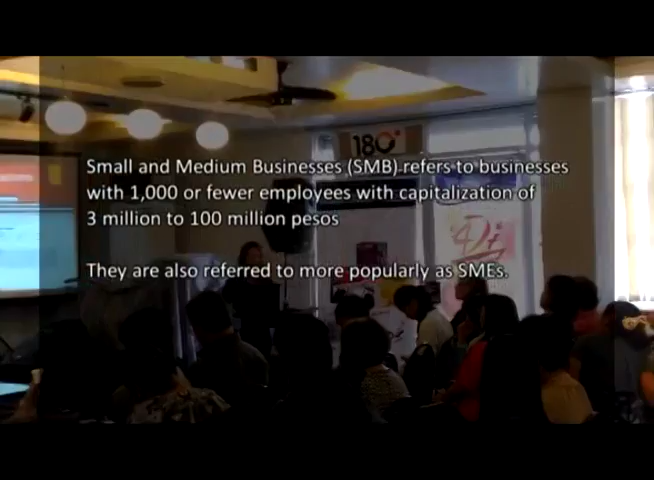 180°
Small and Medium Businesses (SMB) refers to businesses
with 1,000 or fewer employees with capitalization of
3 million to 100 million pesos
They are also referred to more popularly as SMEs.